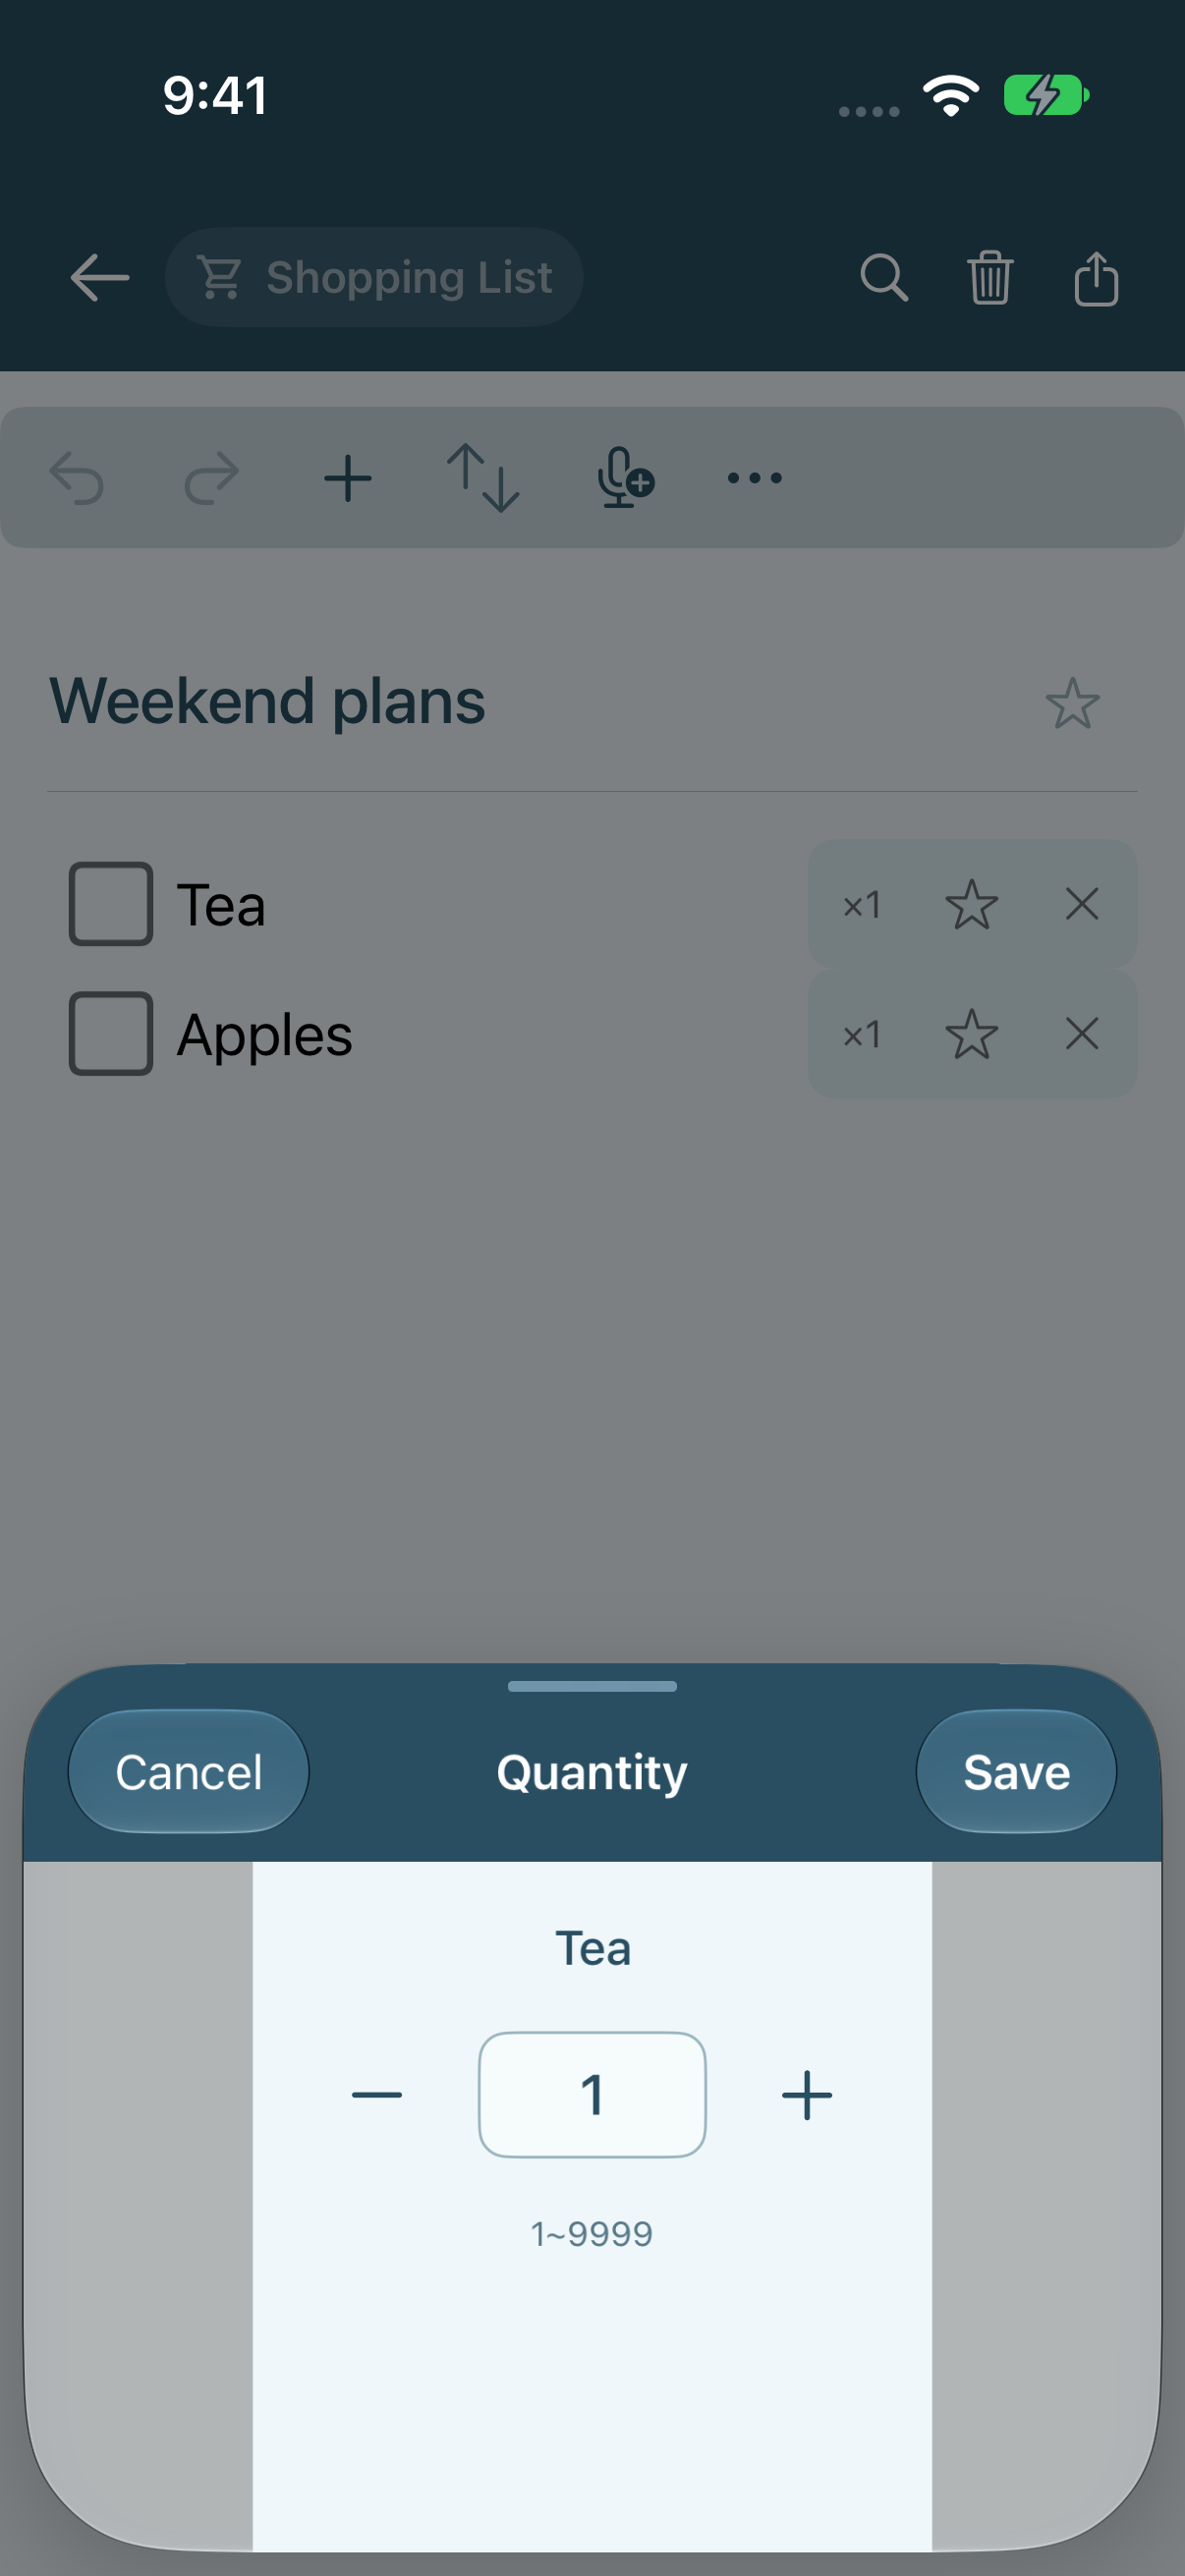 9:41
Shopping List
Weekend plans
Tea ×1
Apples ×1
Cancel Quantity Save
Tea
1
1~9999